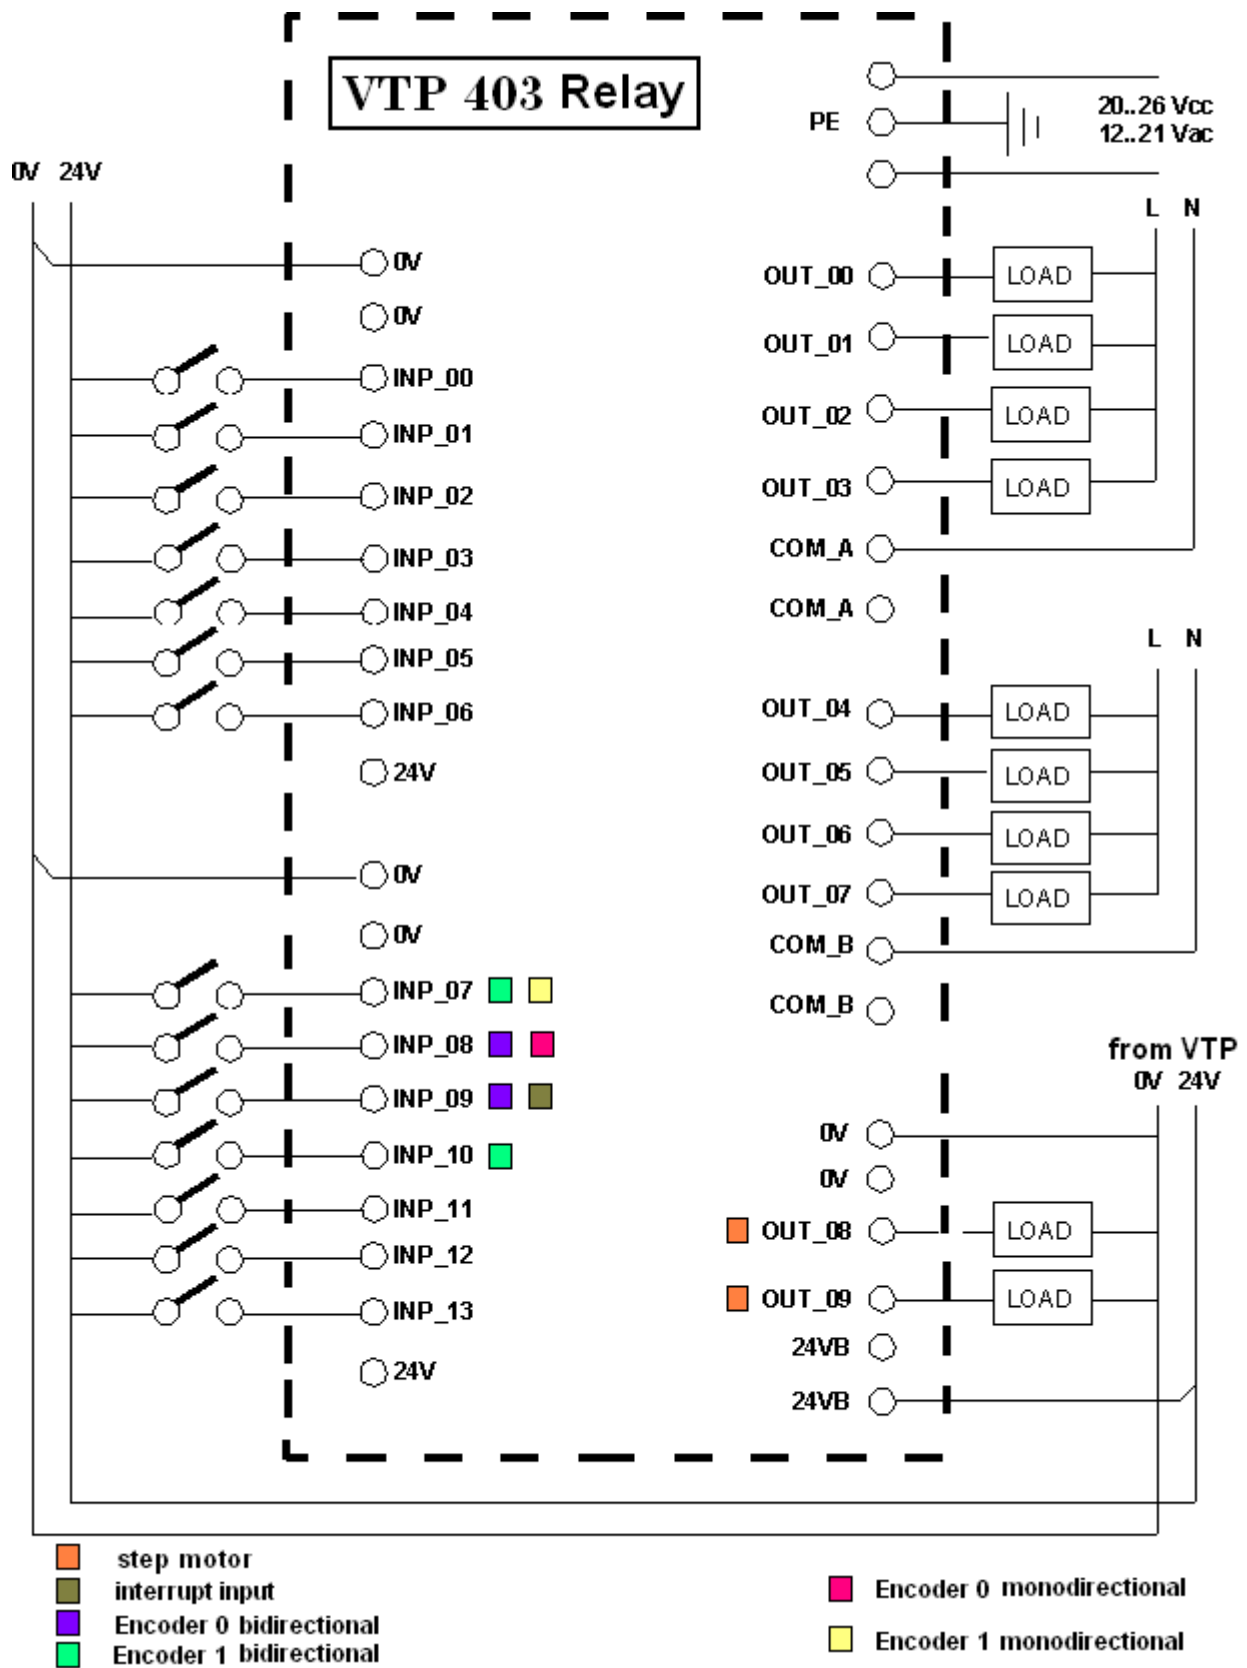 VTP 403 Relay
PE
20..26 Vcc
12..21 Vac
0V 24V
L N
0V
0V
INP_00
INP_01
INP_02
INP_03
INP_04
INP_05
INP_06
24V
OUT_00 LOAD
OUT_01 LOAD
OUT_02 LOAD
OUT_03 LOAD
COM_A
COM_A
L N
OUT_04 LOAD
OUT_05 LOAD
OUT_06 LOAD
OUT_07 LOAD
COM_B
COM_B
0V
0V
INP_07
INP_08
INP_09
INP_10
INP_11
INP_12
INP_13
24V
from VTP
0V 24V
0V
0V
OUT_08 LOAD
OUT_09 LOAD
24VB
24VB
step motor
interrupt input
Encoder 0 bidirectional
Encoder 1 bidirectional
Encoder 0 monodirectional
Encoder 1 monodirectional